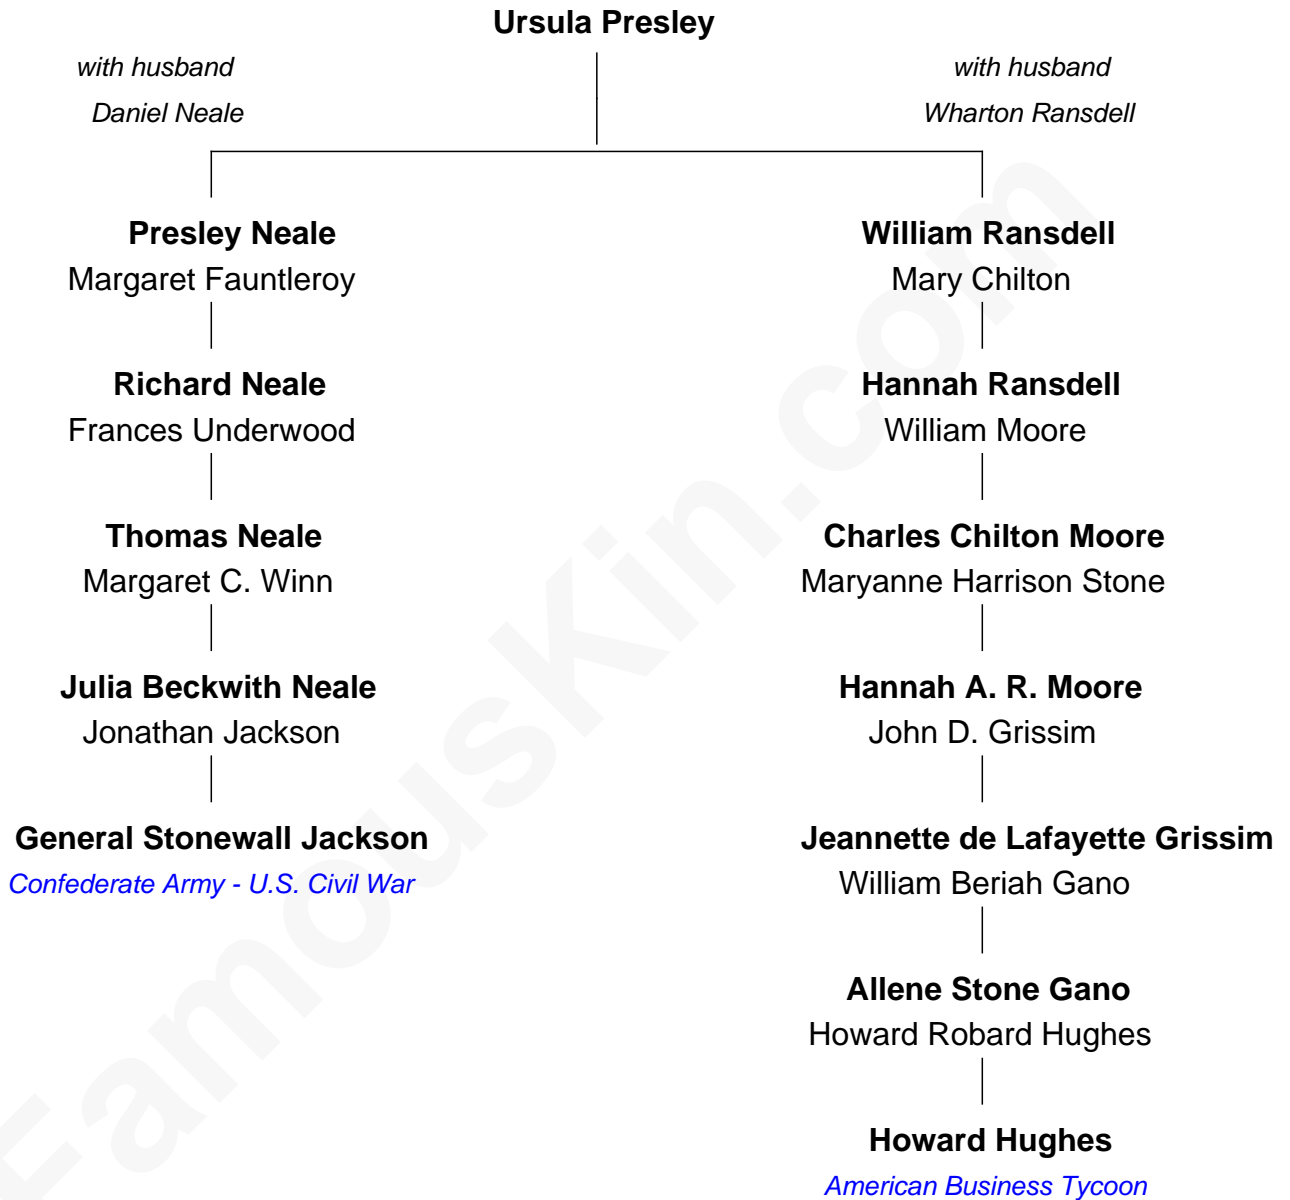 Ursula Presley
with husband
Daniel Neale
with husband
Wharton Ransdell
Presley Neale
Margaret Fauntleroy
William Ransdell
Mary Chilton
Richard Neale
Frances Underwood
Hannah Ransdell
William Moore
Thomas Neale
Margaret C. Winn
Charles Chilton Moore
Maryanne Harrison Stone
Julia Beckwith Neale
Jonathan Jackson
Hannah A. R. Moore
John D. Grissim
General Stonewall Jackson
Confederate Army - U.S. Civil War
Jeannette de Lafayette Grissim
William Beriah Gano
Allene Stone Gano
Howard Robard Hughes
Howard Hughes
American Business Tycoon
FamousKin.com